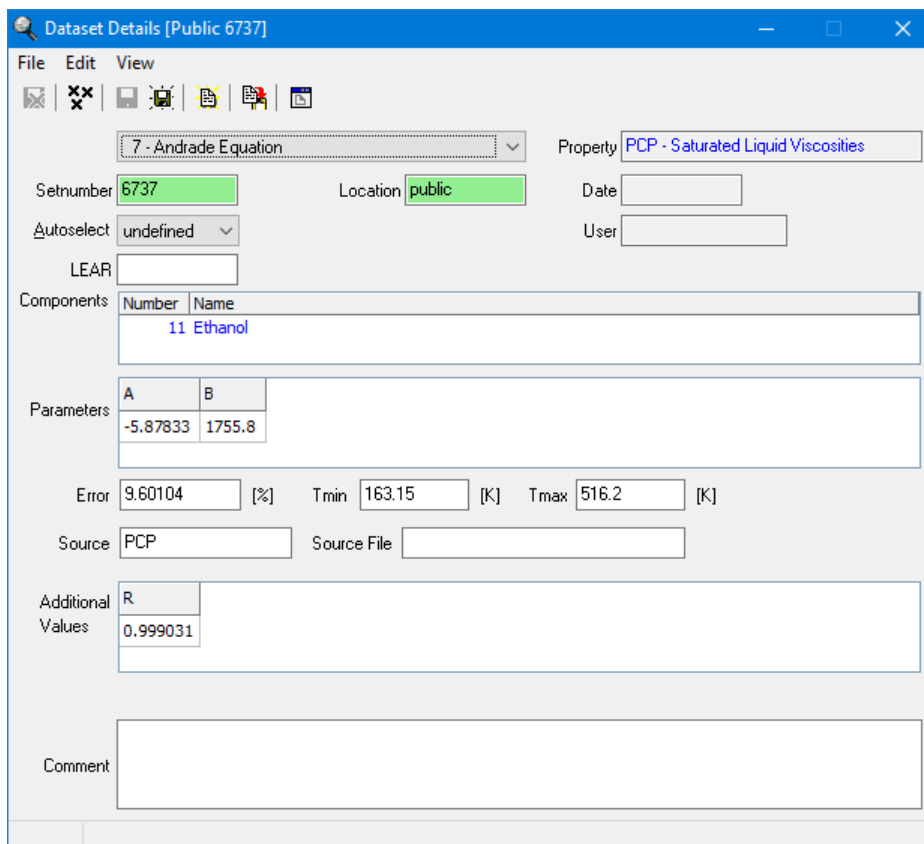 Dataset Details [Public 6737]
File Edit View
7 - Andrade Equation Property PCP - Saturated Liquid Viscosities
Setnumber 6737 Location public Date
Autoselect undefined User
LEAR
Components Number Name
11 Ethanol
Parameters A B
-5.87833 1755.8
Error 9.60104 [%] Tmin 163.15 [K] Tmax 516.2 [K]
Source PCP Source File
Additional Values R
0.999031
Comment